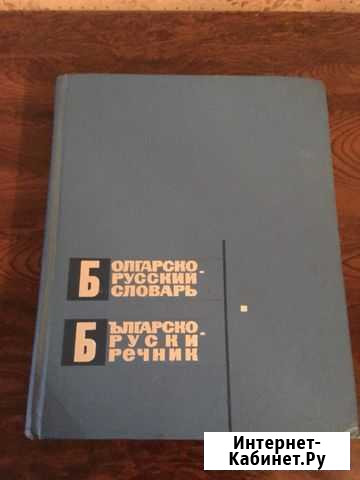 БОЛГАРСКО-
РУССКИЙ
СЛОВАРЬ
БЪЛГАРСКО-
РУСКИ
РЕЧНИК
Интернет-
Кабинет.Ру